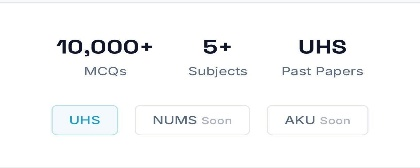 10,000+ 5+ UHS
MCQs Subjects Past Papers
UHS NUMS Soon AKU Soon